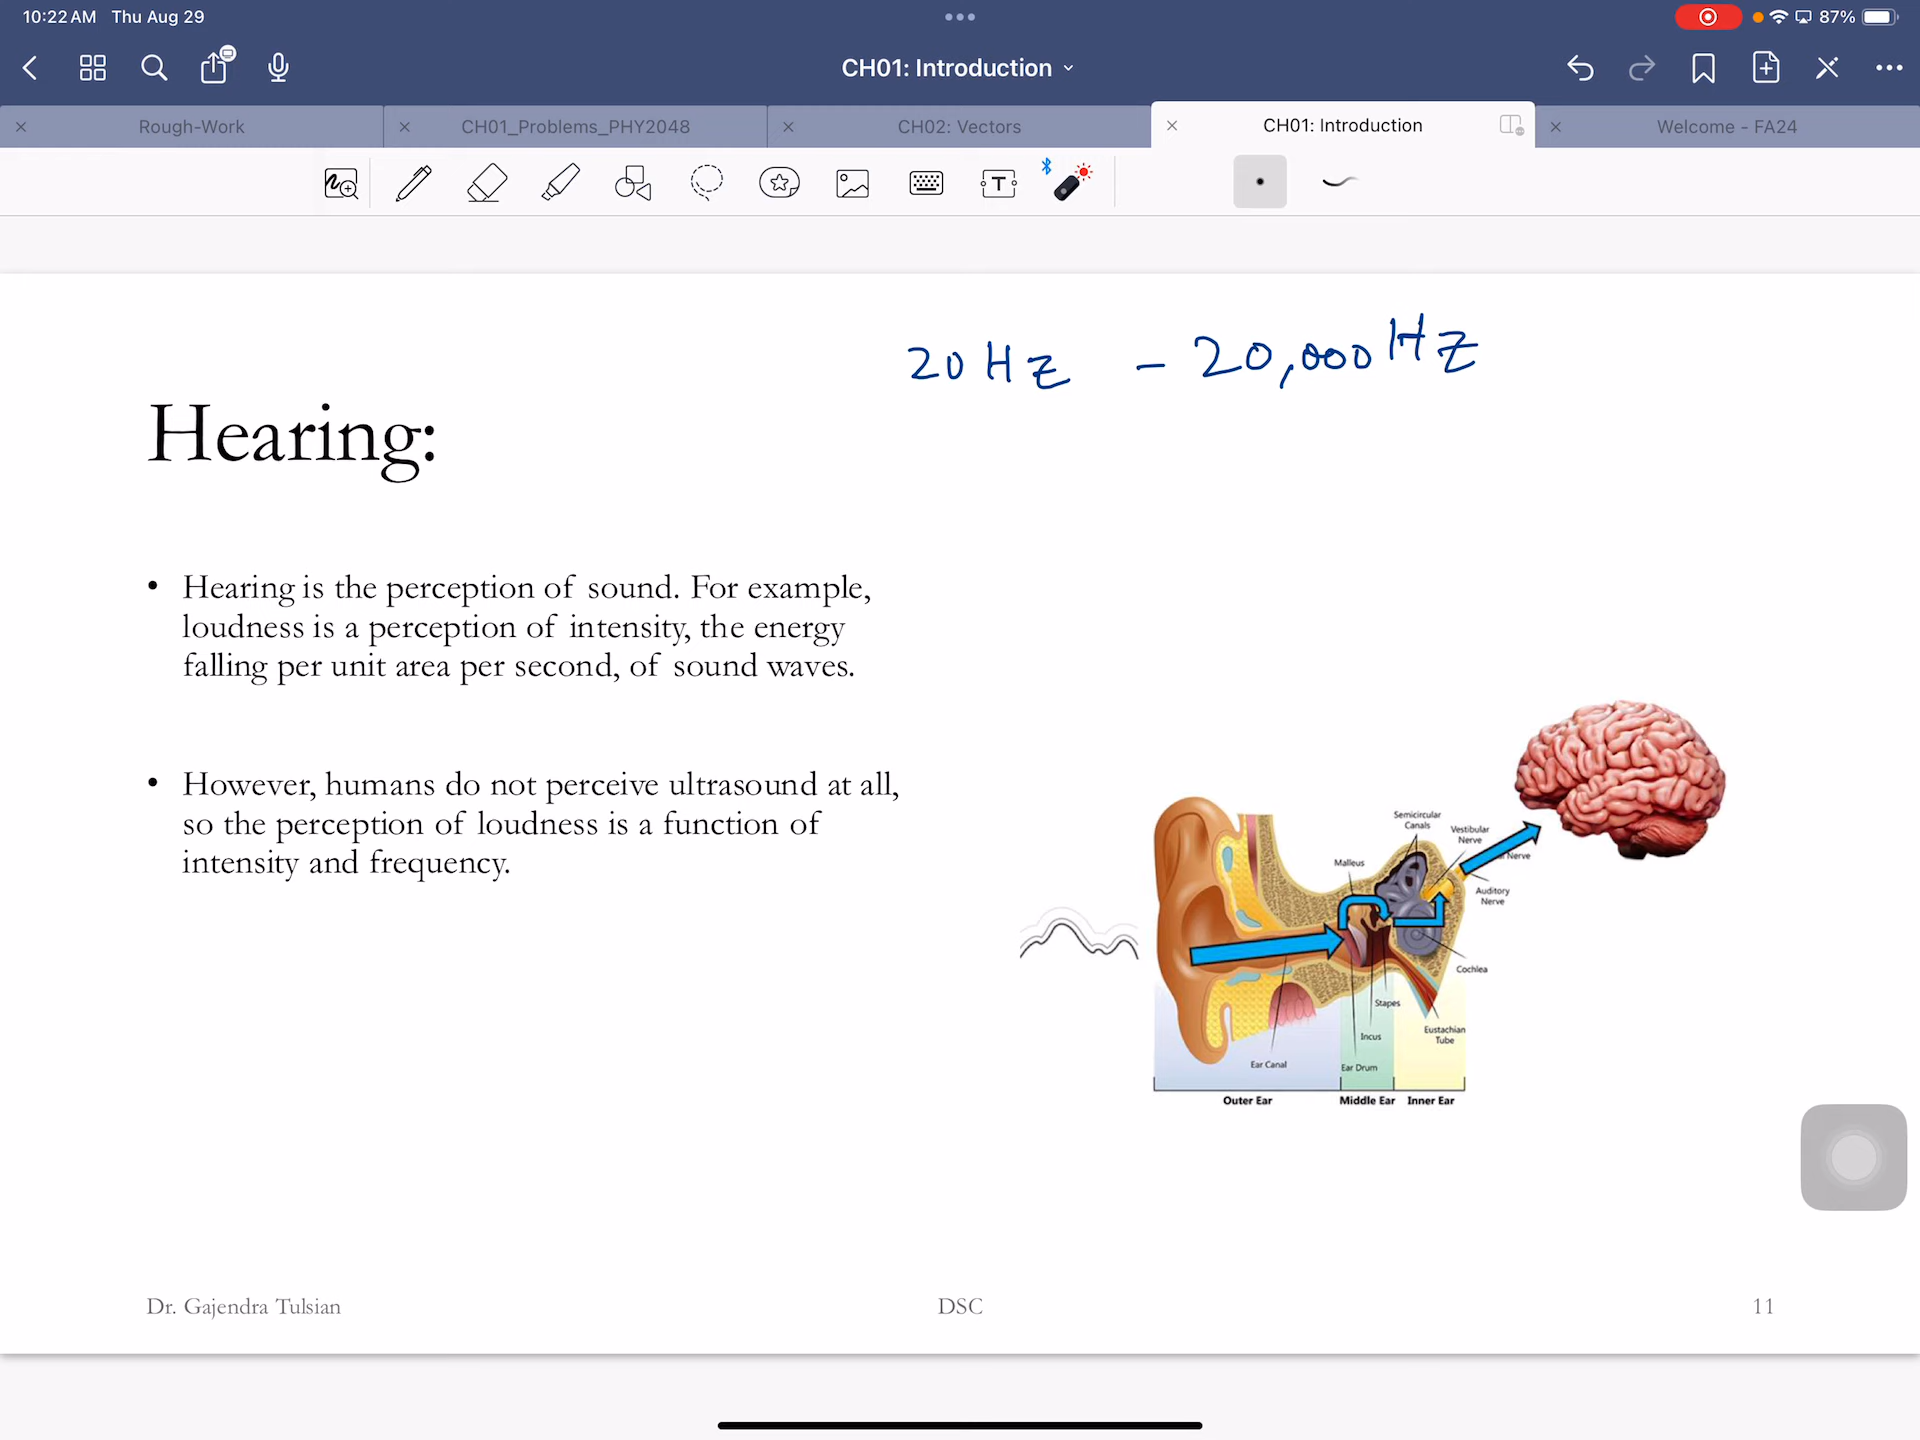 10:22 AM Thu Aug 29
87%
CH01: Introduction
Rough-Work
CH01_Problems_PHY2048
CH02: Vectors
CH01: Introduction
Welcome - FA24
T
20 Hz - 20,000 Hz
Hearing:
• Hearing is the perception of sound. For example,
loudness is a perception of intensity, the energy
falling per unit area per second, of sound waves.
• However, humans do not perceive ultrasound at all,
so the perception of loudness is a function of
intensity and frequency.
Semicircular
Canals
Vestibular
Nerve
Malleus
Nerve
Auditory
Nerve
Cochlea
Stapes
Incus
Eustachian
Tube
Ear Canal
Ear Drum
Outer Ear
Middle Ear
Inner Ear
Dr. Gajendra Tulsian
DSC
11